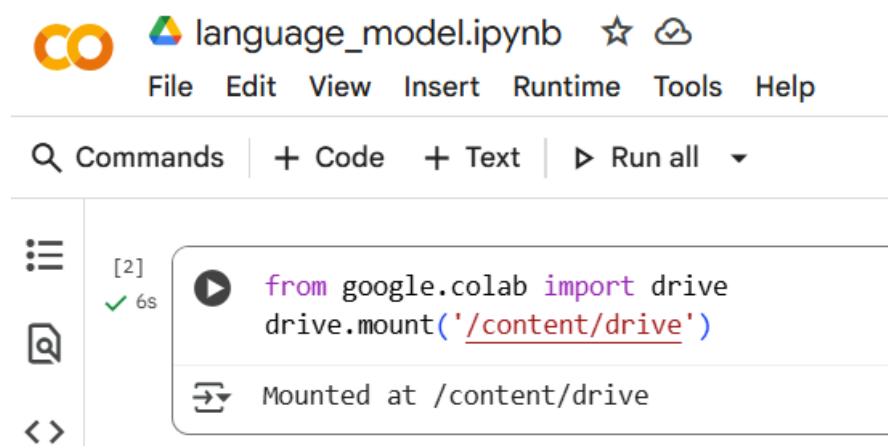 language_model.ipynb
File Edit View Insert Runtime Tools Help
Commands + Code + Text Run all
[2]
6s
from google.colab import drive
drive.mount('/content/drive')
Mounted at /content/drive